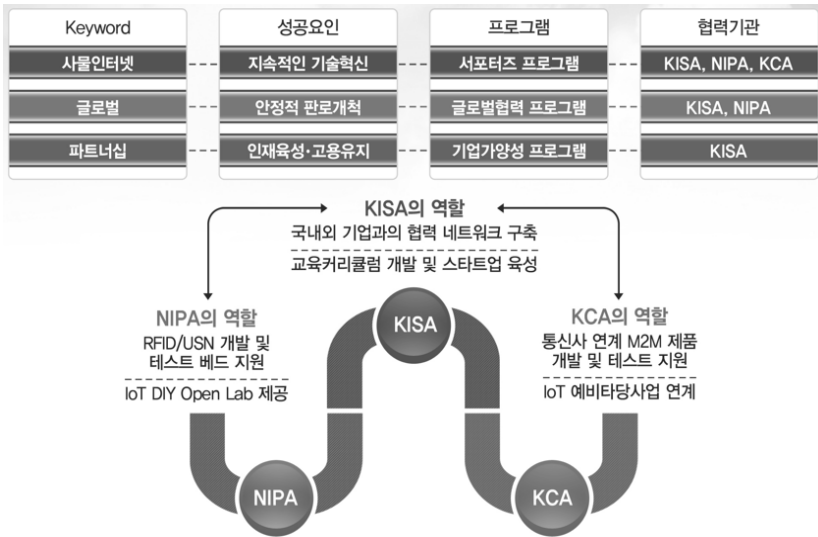 Keyword 성공요인 프로그램 협력기관
사물인터넷 지속적인 기술혁신 서포터즈 프로그램 KISA, NIPA, KCA
글로벌 안정적 판로개척 글로벌협력 프로그램 KISA, NIPA
파트너십 인재육성·고용유지 기업가양성 프로그램 KISA
KISA의 역할
국내외 기업과의 협력 네트워크 구축
교육커리큘럼 개발 및 스타트업 육성
NIPA의 역할
RFID/USN 개발 및
테스트 베드 지원
IoT DIY Open Lab 제공
KISA
KCA의 역할
통신사 연계 M2M 제품
개발 및 테스트 지원
IoT 예비타당사업 연계
NIPA
KCA